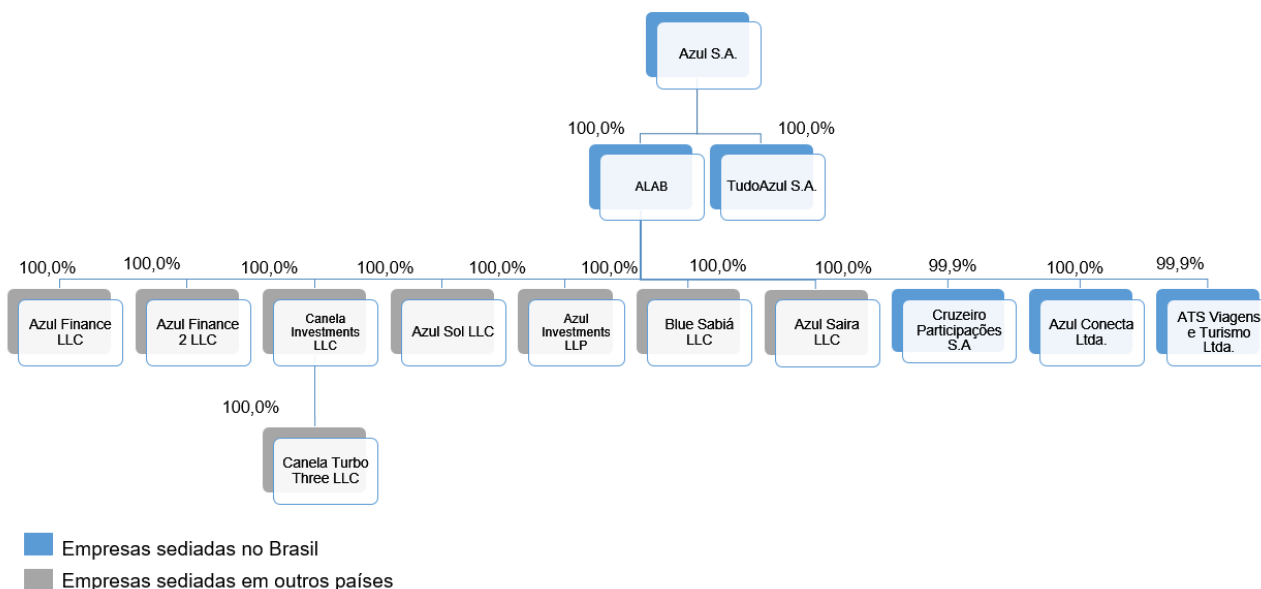 Azul S.A.
100,0%
100,0%
ALAB
TudoAzul S.A.
100,0%
100,0%
100,0%
100,0%
100,0%
100,0%
100,0%
100,0%
99,9%
100,0%
99,9%
Azul Finance
LLC
Azul Finance
2 LLC
Canela
Investments
LLC
Azul Sol LLC
Azul
Investments
LLP
Blue Sabiá
LLC
Azul Saira
LLC
Cruzeiro
Participações
S.A
Azul Conecta
Ltda.
ATS Viagens
e Turismo
Ltda.
100,0%
Canela Turbo
Three LLC
Empresas sediadas no Brasil
Empresas sediadas em outros países